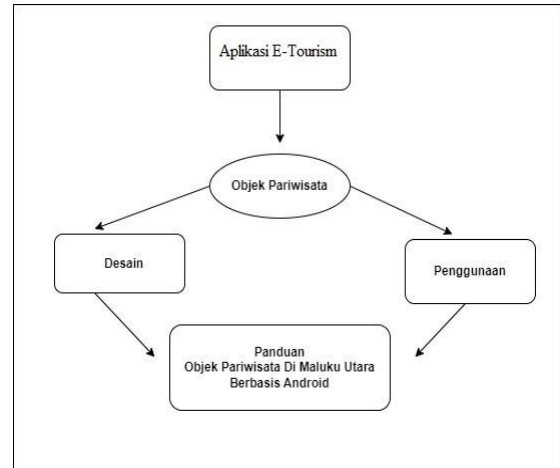 Aplikasi E-Tourism
Objek Pariwisata
Desain
Penggunaan
Panduan
Objek Pariwisata Di Maluku Utara
Berbasis Android